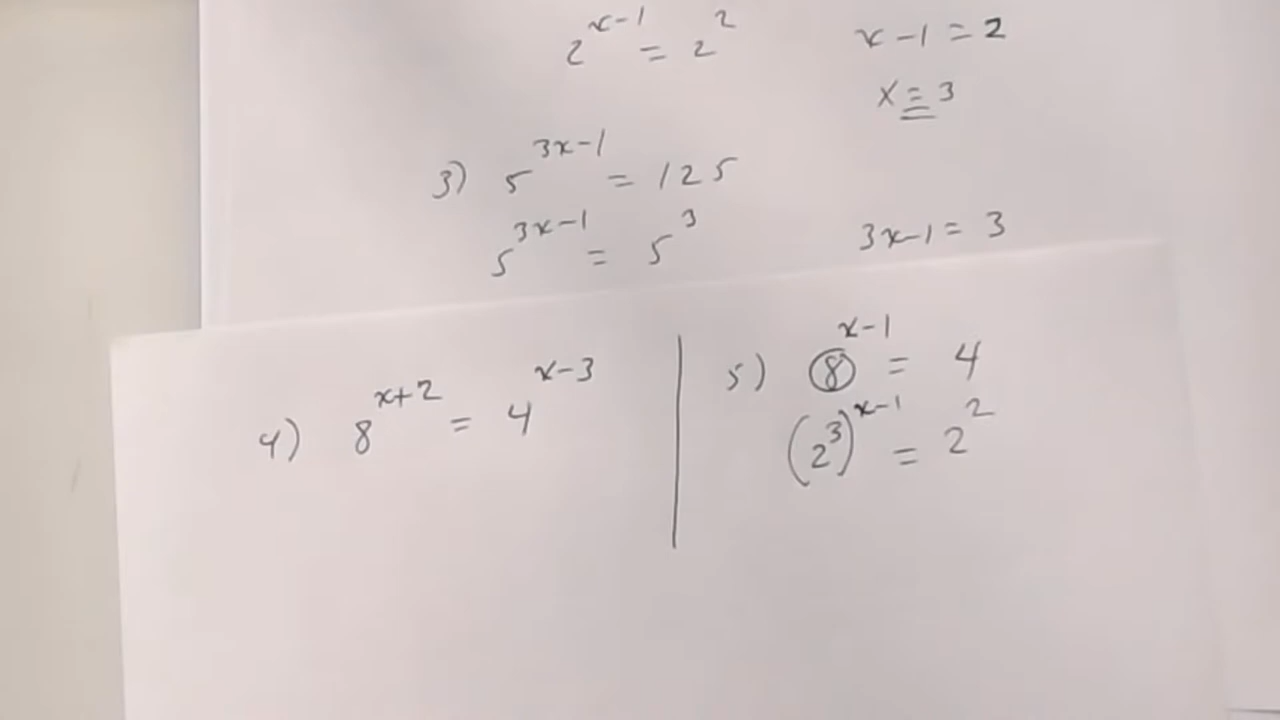 2^{x-1} = 2^2
x-1 = 2
x = 3
3) 5^{3x-1} = 125
5^{3x-1} = 5^3
3x-1 = 3
4) 8^{x+2} = 4^{x-3}
5) 8^{x-1} = 4
(2^3)^{x-1} = 2^2